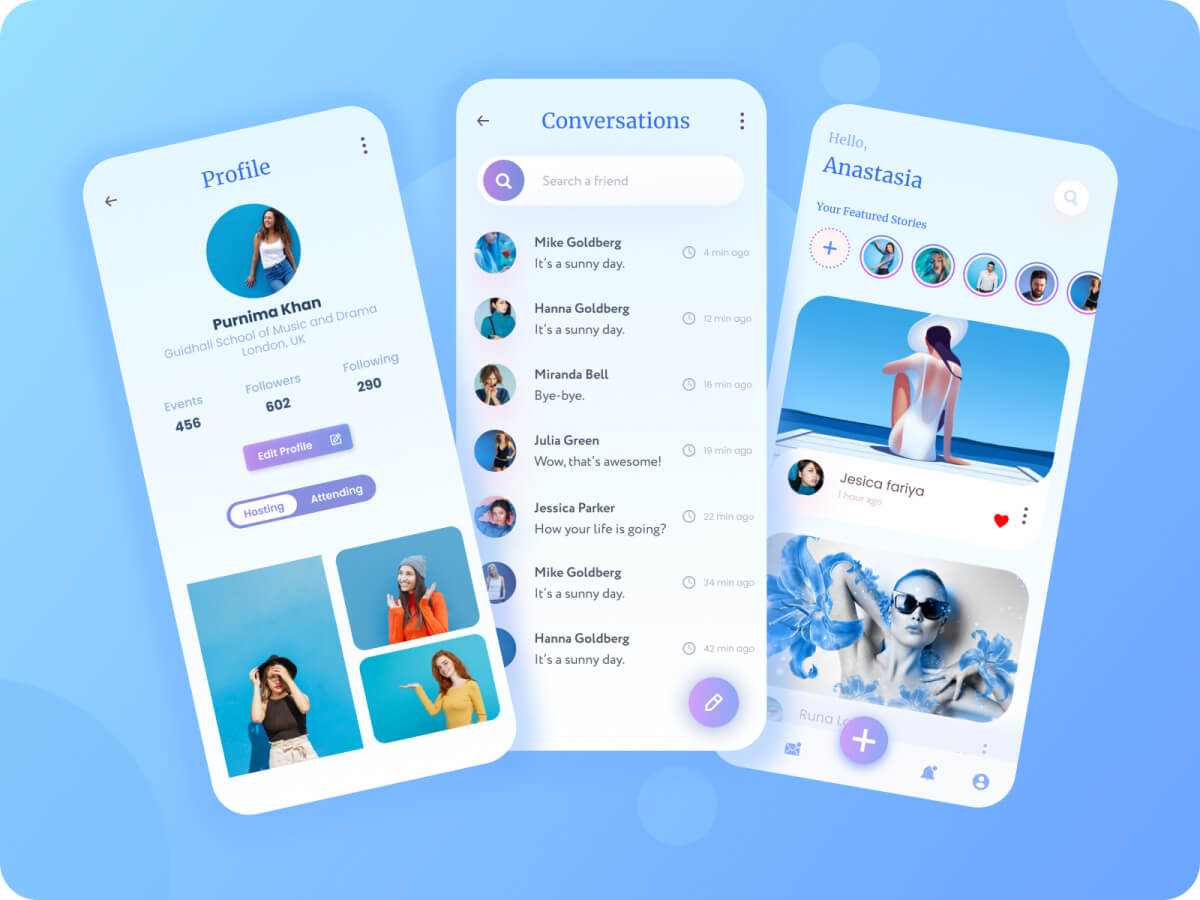 Profile
Purnima Khan
Guidhall School of Music and Drama
London, UK
Events
456
Followers
602
Following
290
Edit Profile
Hosting
Attending
Conversations
Search a friend
Mike Goldberg
It's a sunny day.
4 min ago
Hanna Goldberg
It's a sunny day.
12 min ago
Miranda Bell
Bye-bye.
16 min ago
Julia Green
Wow, that's awesome!
19 min ago
Jessica Parker
How your life is going?
22 min ago
Mike Goldberg
It's a sunny day.
34 min ago
Hanna Goldberg
It's a sunny day.
42 min ago
Hello,
Anastasia
Your Featured Stories
Jesica fariya
1 hour ago
Runa